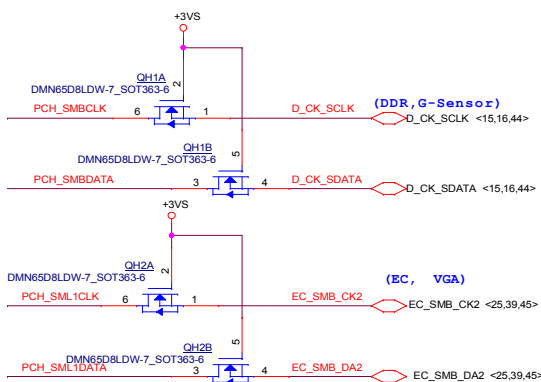 +3VS
QH1A
DMN65D8LDW-7_SOT363-6
2
PCH_SMBCLK
6
1
D_CK_SCLK
(DDR,G-Sensor)
D_CK_SCLK <15,16,44>
QH1B
DMN65D8LDW-7_SOT363-6
5
PCH_SMBDATA
3
4
D_CK_SDATA
D_CK_SDATA <15,16,44>
+3VS
QH2A
DMN65D8LDW-7_SOT363-6
2
PCH_SML1CLK
6
1
EC_SMB_CK2
(EC, VGA)
EC_SMB_CK2 <25,39,45>
QH2B
DMN65D8LDW-7_SOT363-6
5
PCH_SML1DATA
3
4
EC_SMB_DA2
EC_SMB_DA2 <25,39,45>